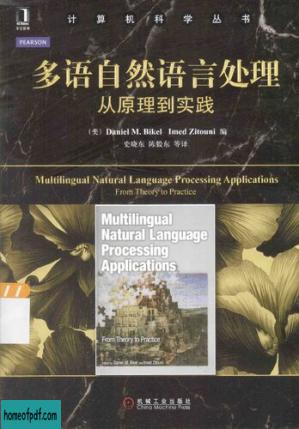 计算机科学丛书
PEARSON
多语自然语言处理
从原理到实践
（美） Daniel M. Bikel Imed Zitouni 编
史晓东 陈毅东 等译
Multilingual Natural Language Processing Applications
From Theory to Practice
Multilingual
Natural Language
Processing
Applications
From Theory to Practice
机械工业出版社
China Machine Press
homeofpdf.com